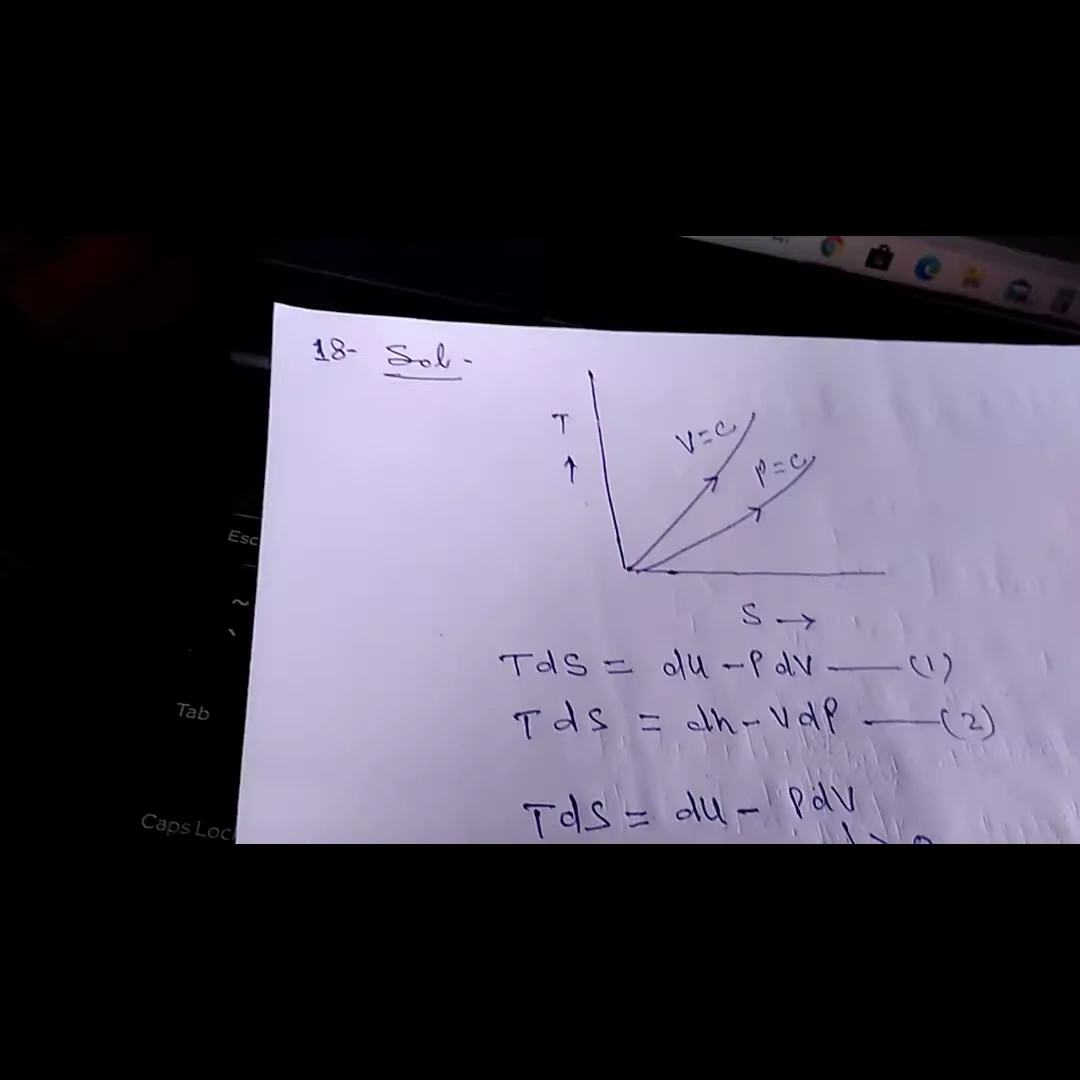 18- Sol -
T
↑
V=C
P=C
S →
TdS = du - PdV —— (1)
TdS = dh - VdP —— (2)
TdS = du - PdV
Esc
~
`
Tab
Caps Loc